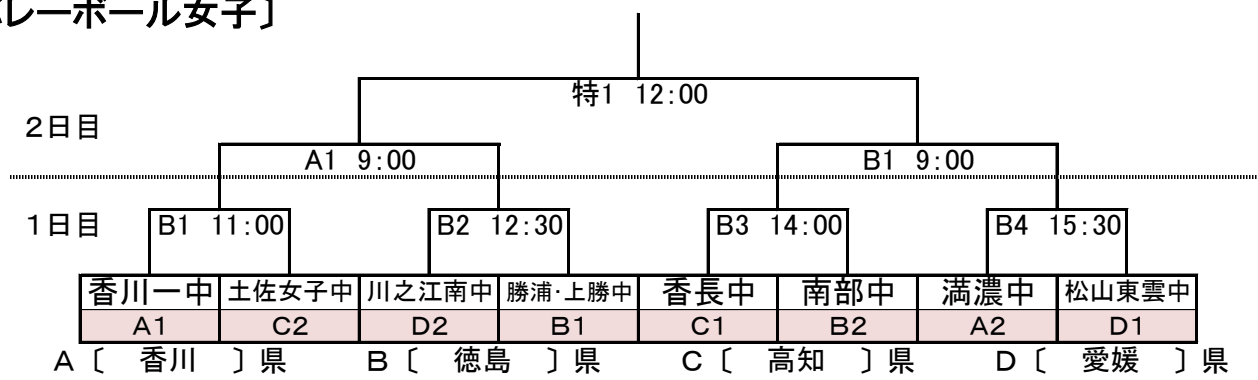 バレーボール女子〕
特1 12:00
2日目
A1 9:00 B1 9:00
1日目 B1 11:00 B2 12:30 B3 14:00 B4 15:30
香川一中 土佐女子中 川之江南中 勝浦・上勝中 香長中 南部中 満濃中 松山東雲中
A1 C2 D2 B1 C1 B2 A2 D1
A〔 香川 〕県 B〔 徳島 〕県 C〔 高知 〕県 D〔 愛媛 〕県